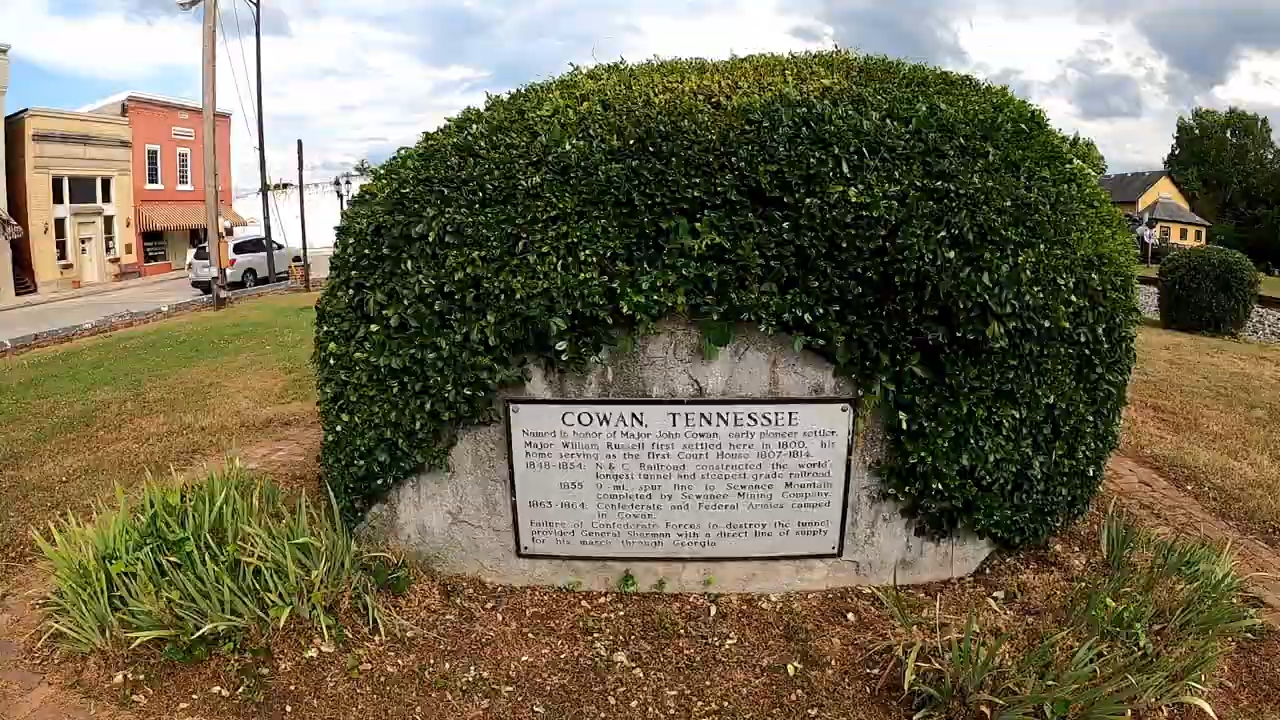 COWAN, TENNESSEE
Named in honor of Major John Cowan, early pioneer settler.
Major William Russell first settled here in 1800, his
home serving as the first Court House 1807-1814.
1848-1854: N & C Railroad constructed the world's
longest tunnel and steepest grade railroad.
1855 9-mi. spur line to Sewanee Mountain
completed by Sewanee Mining Company.
1863-1864: Confederate and Federal Armies camped
in Cowan.
Failure of Confederate Forces to destroy the tunnel
provided General Sherman with a direct line of supply
for his march through Georgia